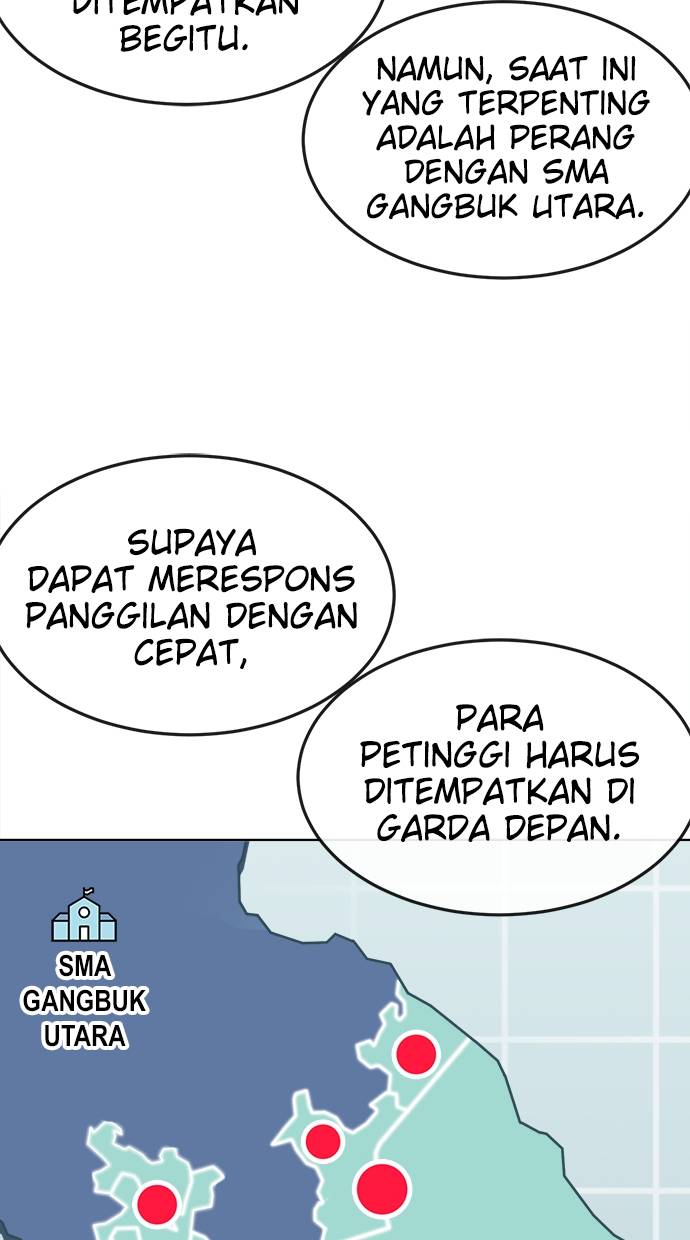 DITEMPATKAN
BEGITU.
NAMUN, SAAT INI
YANG TERPENTING
ADALAH PERANG
DENGAN SMA
GANGBUK UTARA.
SUPAYA
DAPAT MERESPONS
PANGGILAN DENGAN
CEPAT,
PARA
PETINGGI HARUS
DITEMPATKAN DI
GARDA DEPAN.
SMA
GANGBUK
UTARA